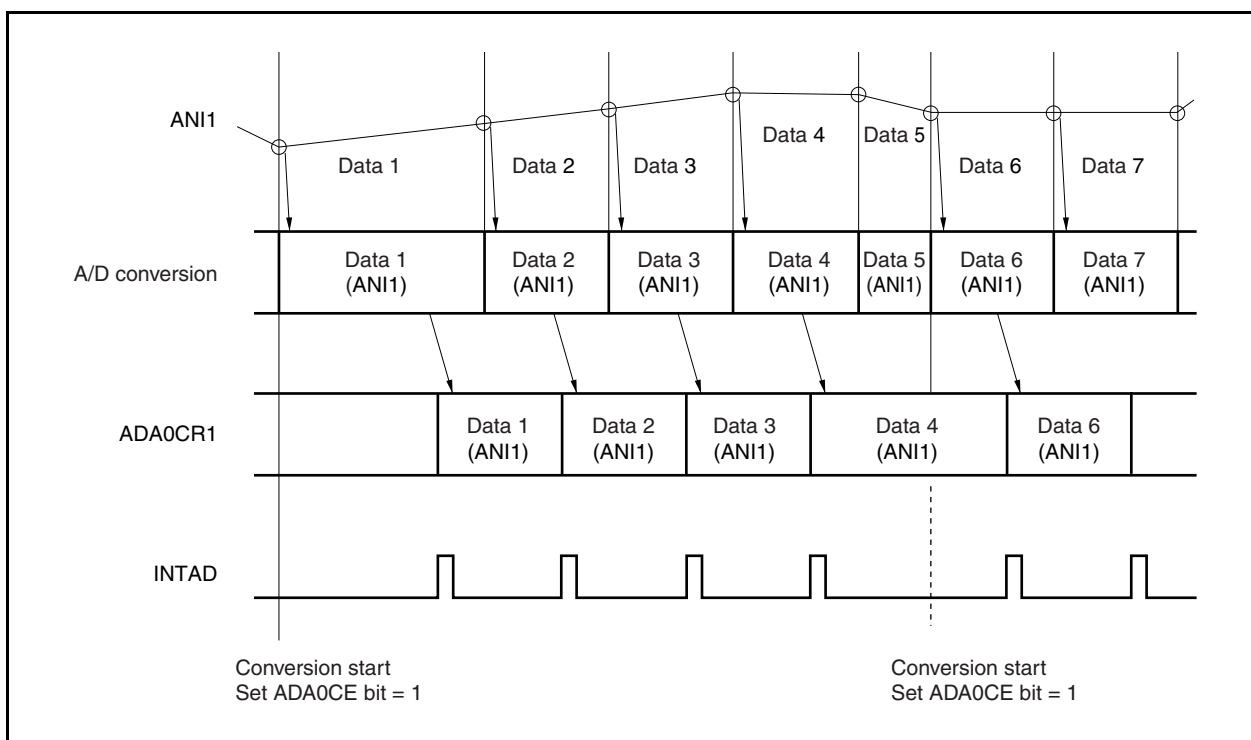 ANI1
Data 1
Data 2
Data 3
Data 4
Data 5
Data 6
Data 7
A/D conversion
Data 1
(ANI1)
Data 2
(ANI1)
Data 3
(ANI1)
Data 4
(ANI1)
Data 5
(ANI1)
Data 6
(ANI1)
Data 7
(ANI1)
ADA0CR1
Data 1
(ANI1)
Data 2
(ANI1)
Data 3
(ANI1)
Data 4
(ANI1)
Data 6
(ANI1)
INTAD
Conversion start
Set ADA0CE bit = 1
Conversion start
Set ADA0CE bit = 1